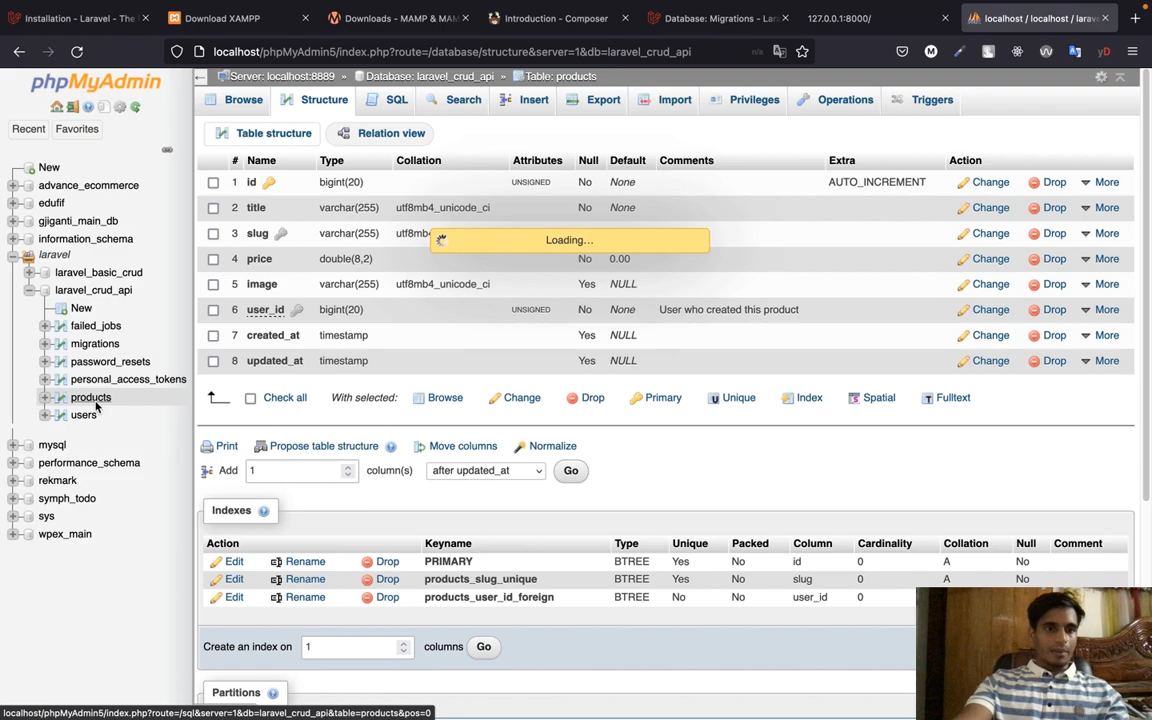 Installation - Laravel - The
Download XAMPP
Downloads - MAMP & MAM
Introduction - Composer
Database: Migrations - Lar
127.0.0.1:8000/
localhost / localhost / larav
localhost/phpMyAdmin5/index.php?route=/database/structure&server=1&db=laravel_crud_api
phpMyAdmin
Recent Favorites
New
advance_ecommerce
edufif
gjiganti_main_db
information_schema
laravel
laravel_basic_crud
laravel_crud_api
New
failed_jobs
migrations
password_resets
personal_access_tokens
products
users
mysql
performance_schema
rekmark
symph_todo
sys
wpex_main
Server: localhost:8889 » Database: laravel_crud_api » Table: products
Browse Structure SQL Search Insert Export Import Privileges Operations Triggers
Table structure Relation view
# Name Type Collation Attributes Null Default Comments Extra Action
1 id bigint(20) UNSIGNED No None AUTO_INCREMENT Change Drop More
2 title varchar(255) utf8mb4_unicode_ci No None Change Drop More
3 slug varchar(255) utf8mb4 Change Drop More
Loading...
4 price double(8,2) No 0.00 Change Drop More
5 image varchar(255) utf8mb4_unicode_ci Yes NULL Change Drop More
6 user_id bigint(20) UNSIGNED No None User who created this product Change Drop More
7 created_at timestamp Yes NULL Change Drop More
8 updated_at timestamp Yes NULL Change Drop More
Check all With selected: Browse Change Drop Primary Unique Index Spatial Fulltext
Print Propose table structure Move columns Normalize
Add 1 column(s) after updated_at Go
Indexes
Action Keyname Type Unique Packed Column Cardinality Collation Null Comment
Edit Rename Drop PRIMARY BTREE Yes No id 0 A No
Edit Rename Drop products_slug_unique BTREE Yes No slug 0 A No
Edit Rename Drop products_user_id_foreign BTREE No No user_id 0
Create an index on 1 columns Go
Partitions
localhost/phpMyAdmin5/index.php?route=/sql&server=1&db=laravel_crud_api&table=products&pos=0